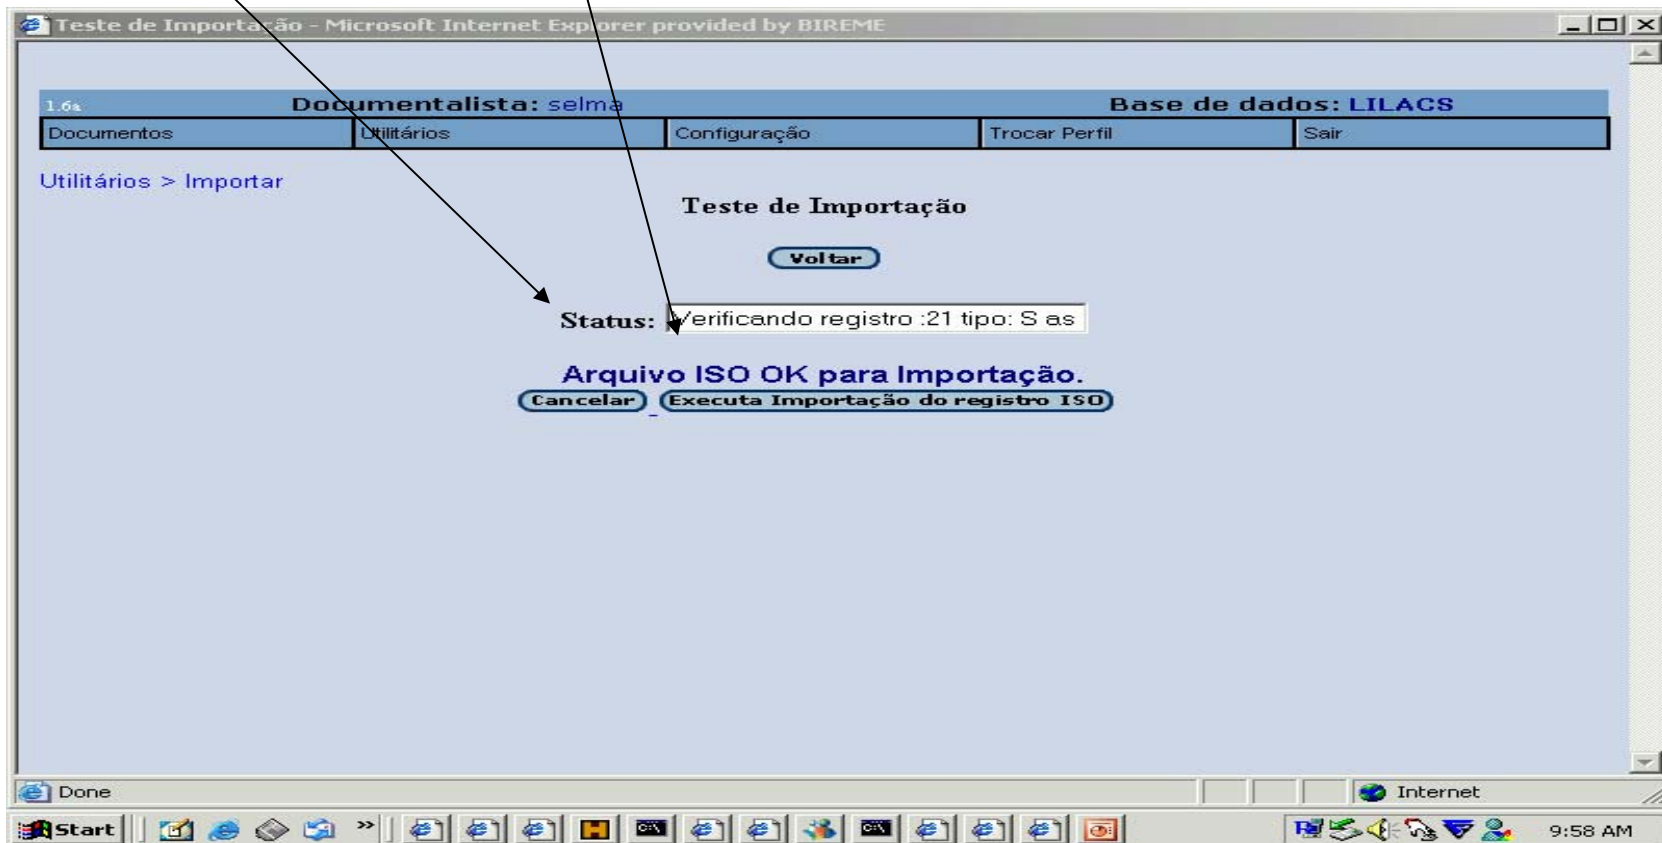 Teste de Importação - Microsoft Internet Explorer provided by BIREME
1.6a Documentalista: selma Base de dados: LILACS
Documentos Utilitários Configuração Trocar Perfil Sair
Utilitários > Importar
Teste de Importação
Voltar
Status: Verificando registro :21 tipo: S as
Arquivo ISO OK para Importação.
Cancelar Executa Importação do registro ISO
Done Internet
Start » 9:58 AM